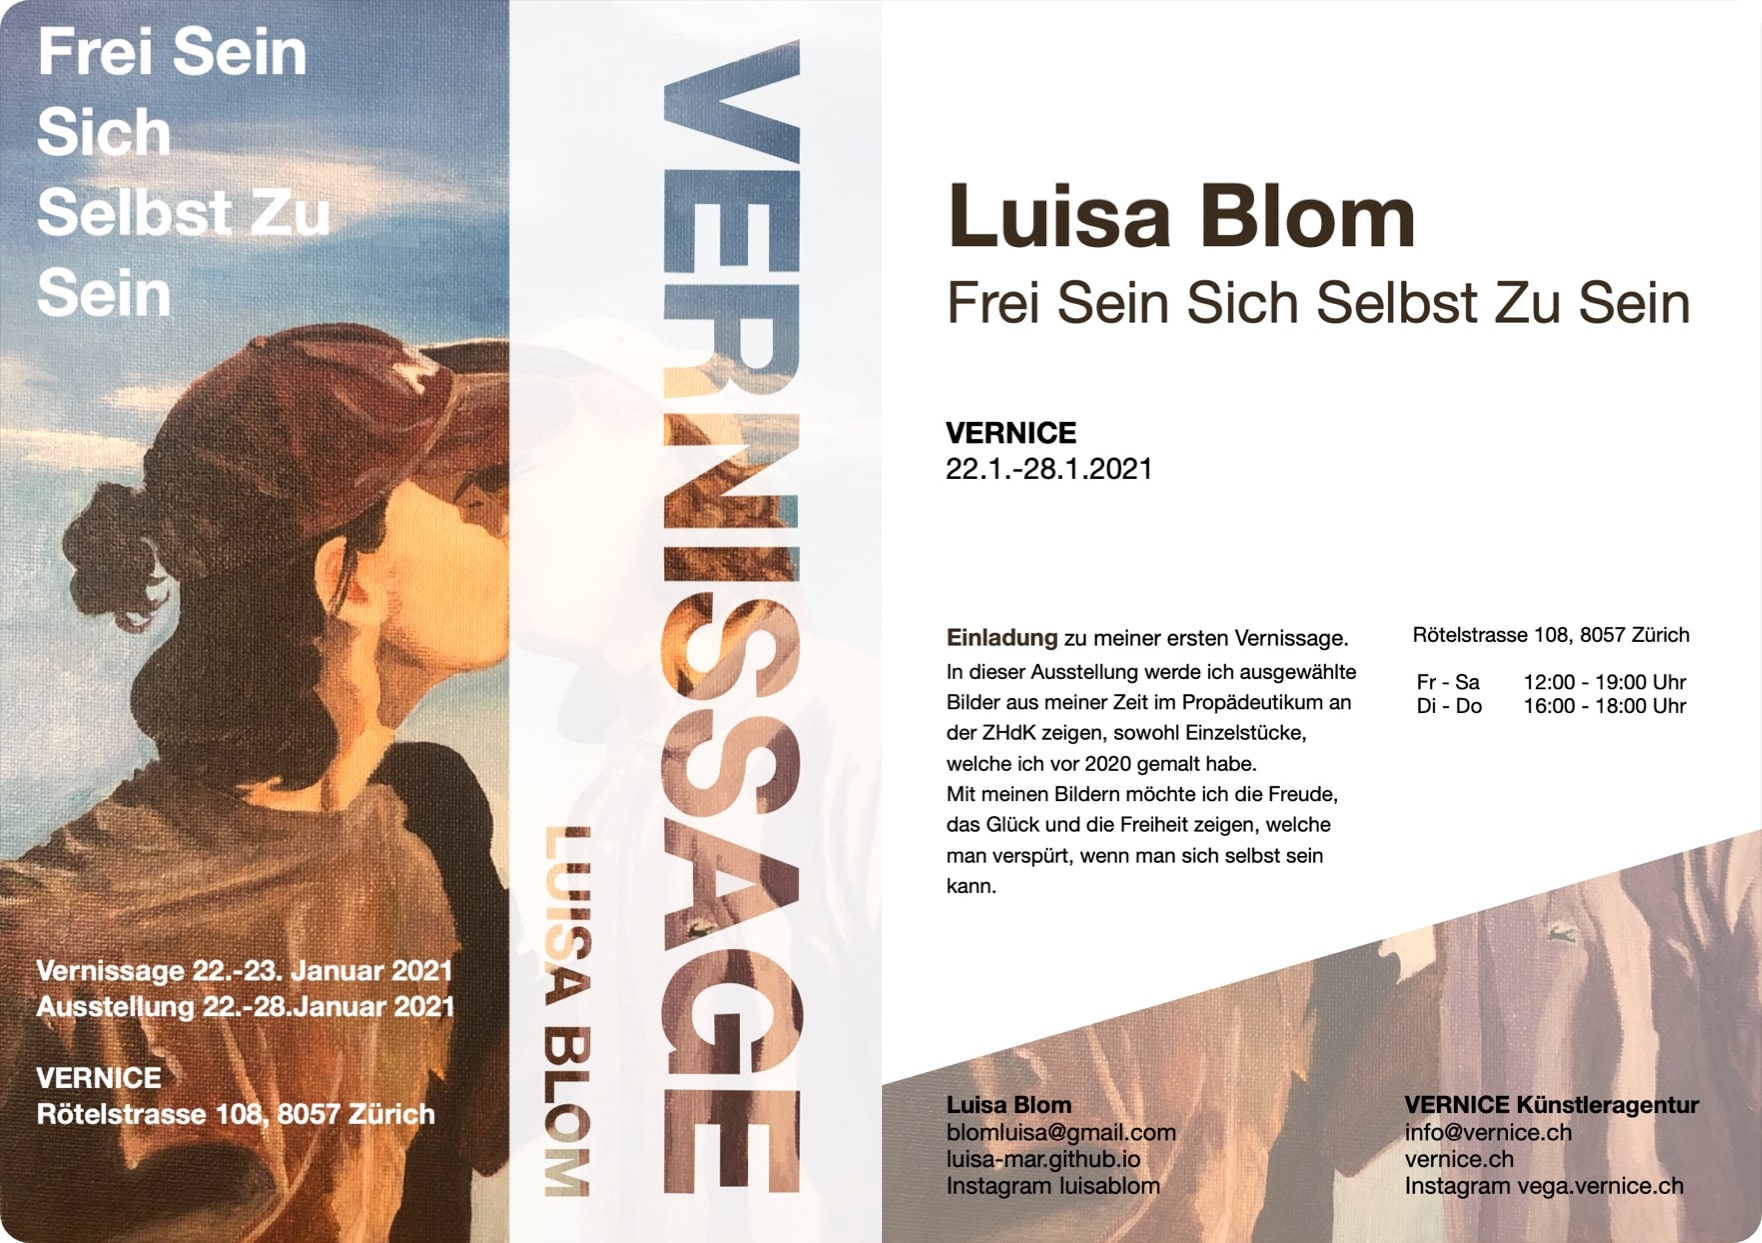 Frei Sein
Sich
Selbst Zu
Sein
Vernissage 22.-23. Januar 2021
Ausstellung 22.-28.Januar 2021
VERNICE
Rötelstrasse 108, 8057 Zürich
VERNISSAGE
LUISA BLOM
Luisa Blom
Frei Sein Sich Selbst Zu Sein
VERNICE
22.1.-28.1.2021
Einladung zu meiner ersten Vernissage.
In dieser Ausstellung werde ich ausgewählte
Bilder aus meiner Zeit im Propädeutikum an
der ZHdK zeigen, sowohl Einzelstücke,
welche ich vor 2020 gemalt habe.
Mit meinen Bildern möchte ich die Freude,
das Glück und die Freiheit zeigen, welche
man verspürt, wenn man sich selbst sein
kann.
Rötelstrasse 108, 8057 Zürich
Fr - Sa 12:00 - 19:00 Uhr
Di - Do 16:00 - 18:00 Uhr
Luisa Blom
blomluisa@gmail.com
luisa-mar.github.io
Instagram luisablom
VERNICE Künstleragentur
info@vernice.ch
vernice.ch
Instagram vega.vernice.ch